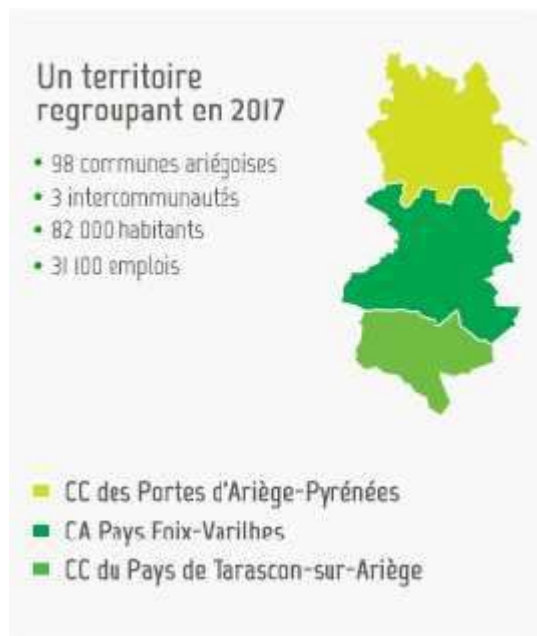 Un territoire
regroupant en 2017
• 98 communes ariégeoises
• 3 intercommunautés
• 82 000 habitants
• 31 100 emplois
CC des Portes d'Ariège-Pyrénées
CA Pays Foix-Varilhes
CC du Pays de Tarascon-sur-Ariège